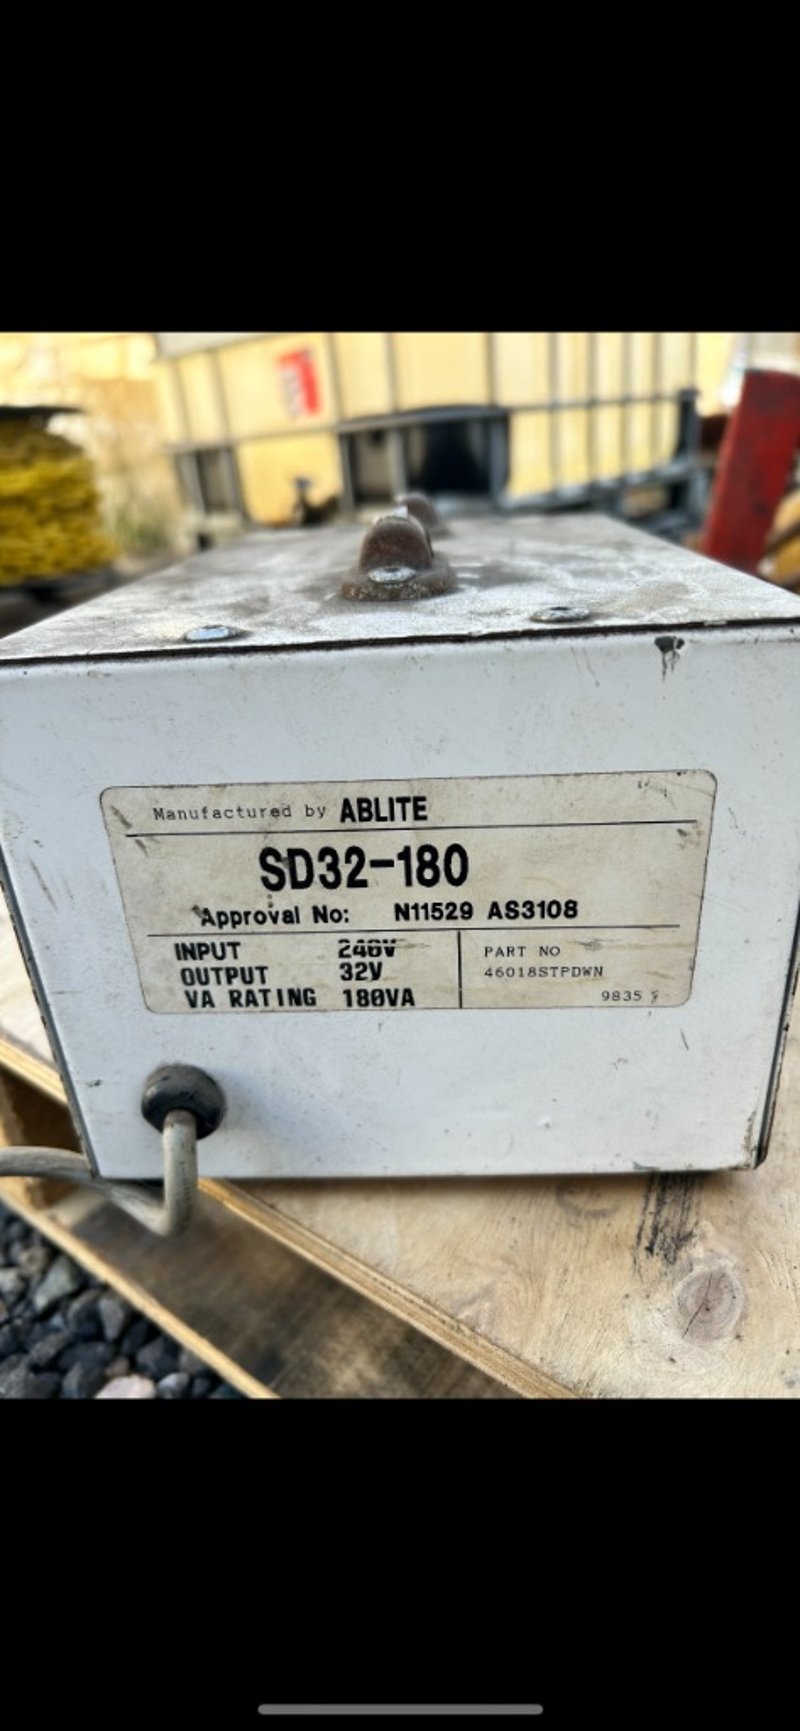 Manufactured by ABLITE
SD32-180
Approval No: N11529 AS3108
INPUT 240V
OUTPUT 32V
VA RATING 180VA
PART NO
46018STPDWN
9835